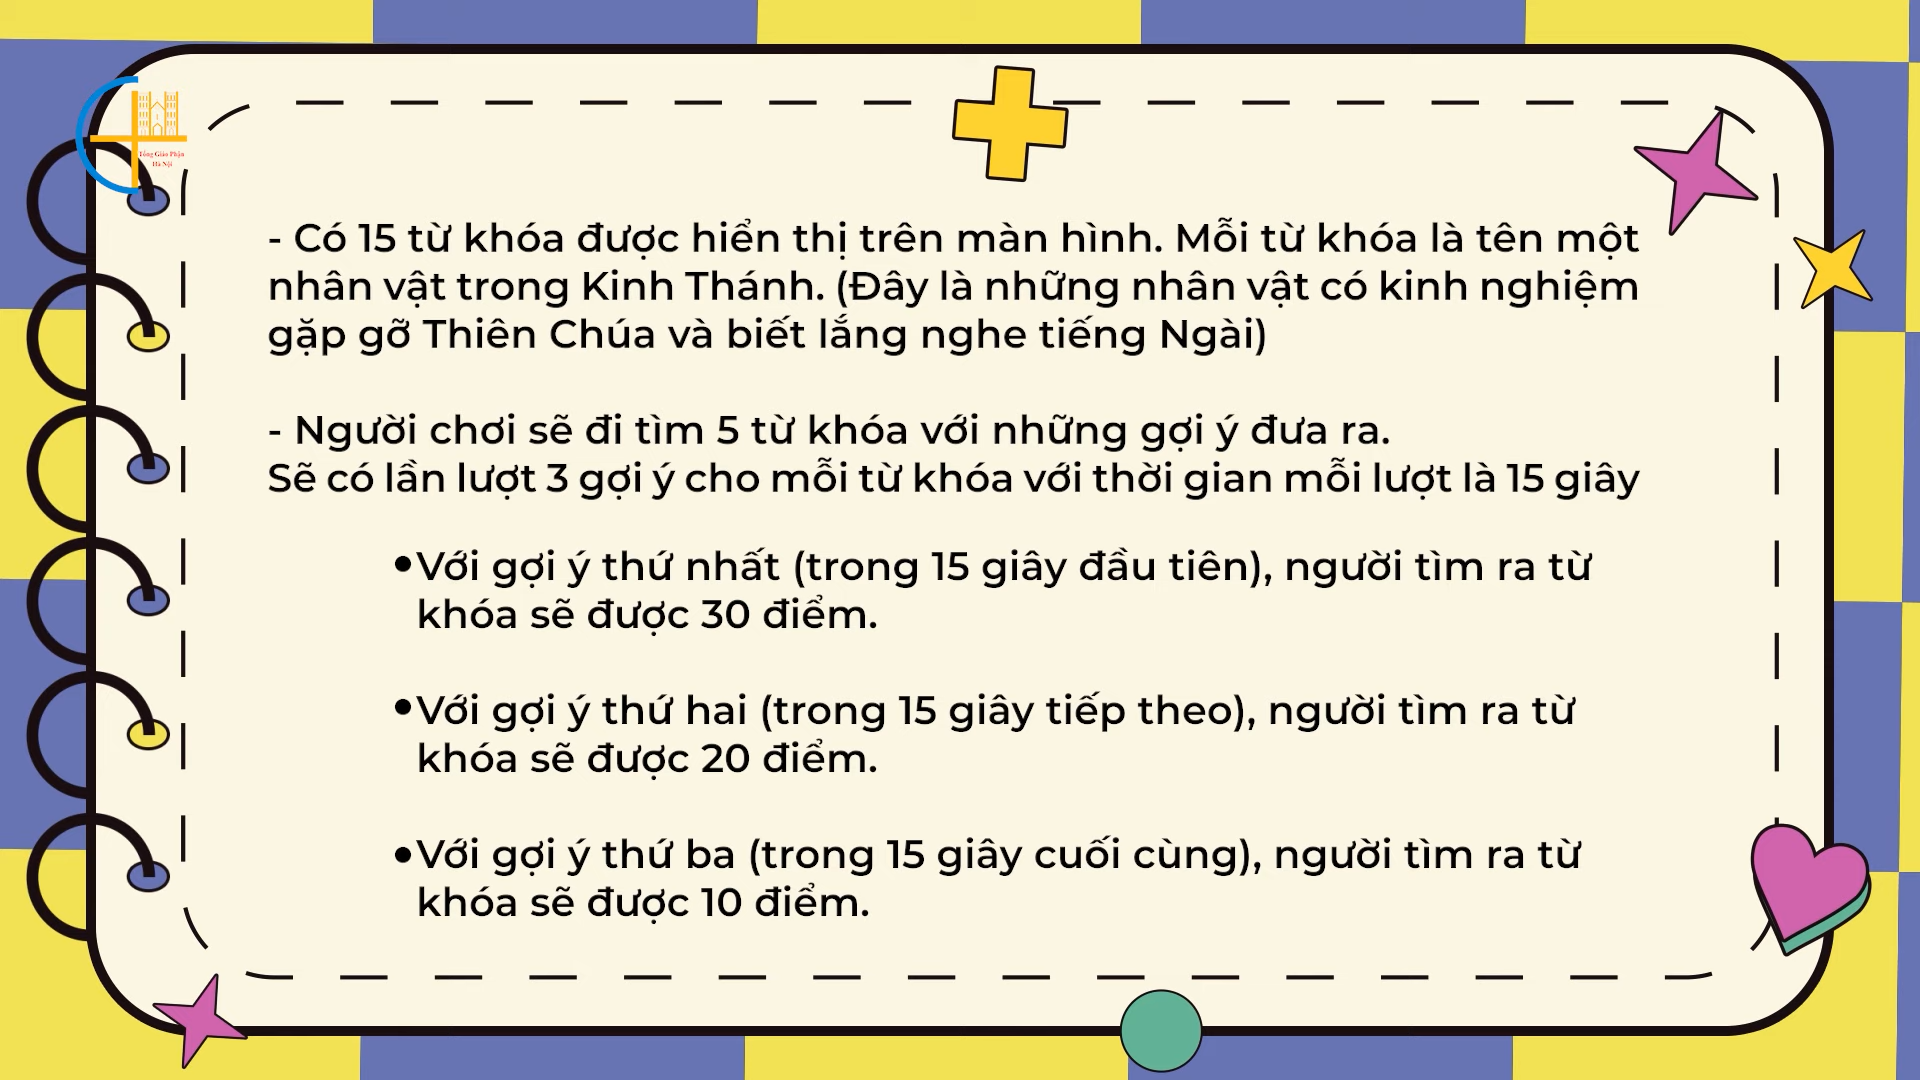 Tổng Giáo Phận
Hà Nội
- Có 15 từ khóa được hiển thị trên màn hình. Mỗi từ khóa là tên một
nhân vật trong Kinh Thánh. (Đây là những nhân vật có kinh nghiệm
gặp gỡ Thiên Chúa và biết lắng nghe tiếng Ngài)
- Người chơi sẽ đi tìm 5 từ khóa với những gợi ý đưa ra.
Sẽ có lần lượt 3 gợi ý cho mỗi từ khóa với thời gian mỗi lượt là 15 giây
•Với gợi ý thứ nhất (trong 15 giây đầu tiên), người tìm ra từ
khóa sẽ được 30 điểm.
•Với gợi ý thứ hai (trong 15 giây tiếp theo), người tìm ra từ
khóa sẽ được 20 điểm.
•Với gợi ý thứ ba (trong 15 giây cuối cùng), người tìm ra từ
khóa sẽ được 10 điểm.